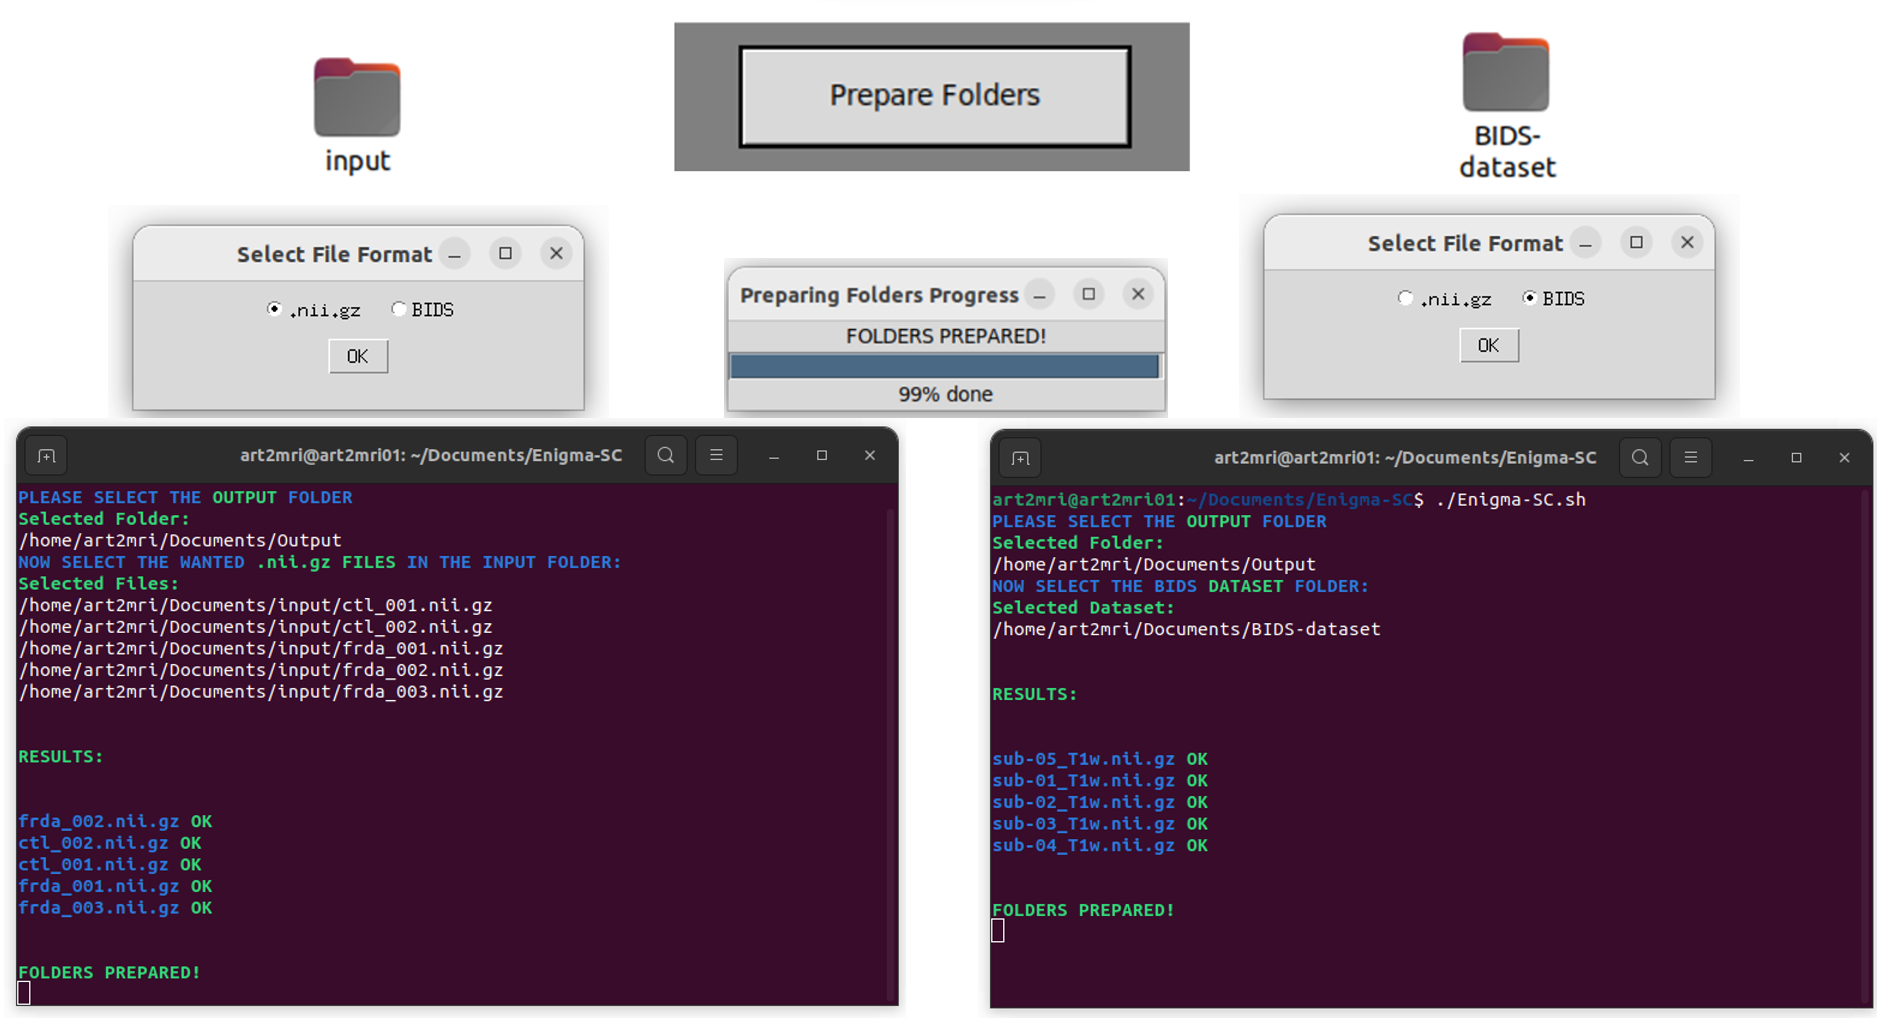 input
Prepare Folders
BIDS-
dataset
Select File Format
.nii.gz BIDS
OK
Preparing Folders Progress
FOLDERS PREPARED!
99% done
Select File Format
.nii.gz BIDS
OK
art2mri@art2mri01: ~/Documents/Enigma-SC
PLEASE SELECT THE OUTPUT FOLDER
Selected Folder:
/home/art2mri/Documents/Output
NOW SELECT THE WANTED .nii.gz FILES IN THE INPUT FOLDER:
Selected Files:
/home/art2mri/Documents/input/ctl_001.nii.gz
/home/art2mri/Documents/input/ctl_002.nii.gz
/home/art2mri/Documents/input/frda_001.nii.gz
/home/art2mri/Documents/input/frda_002.nii.gz
/home/art2mri/Documents/input/frda_003.nii.gz
RESULTS:
frda_002.nii.gz OK
ctl_002.nii.gz OK
ctl_001.nii.gz OK
frda_001.nii.gz OK
frda_003.nii.gz OK
FOLDERS PREPARED!
art2mri@art2mri01: ~/Documents/Enigma-SC
art2mri@art2mri01:~/Documents/Enigma-SC$ ./Enigma-SC.sh
PLEASE SELECT THE OUTPUT FOLDER
Selected Folder:
/home/art2mri/Documents/Output
NOW SELECT THE BIDS DATASET FOLDER:
Selected Dataset:
/home/art2mri/Documents/BIDS-dataset
RESULTS:
sub-05_T1w.nii.gz OK
sub-01_T1w.nii.gz OK
sub-02_T1w.nii.gz OK
sub-03_T1w.nii.gz OK
sub-04_T1w.nii.gz OK
FOLDERS PREPARED!